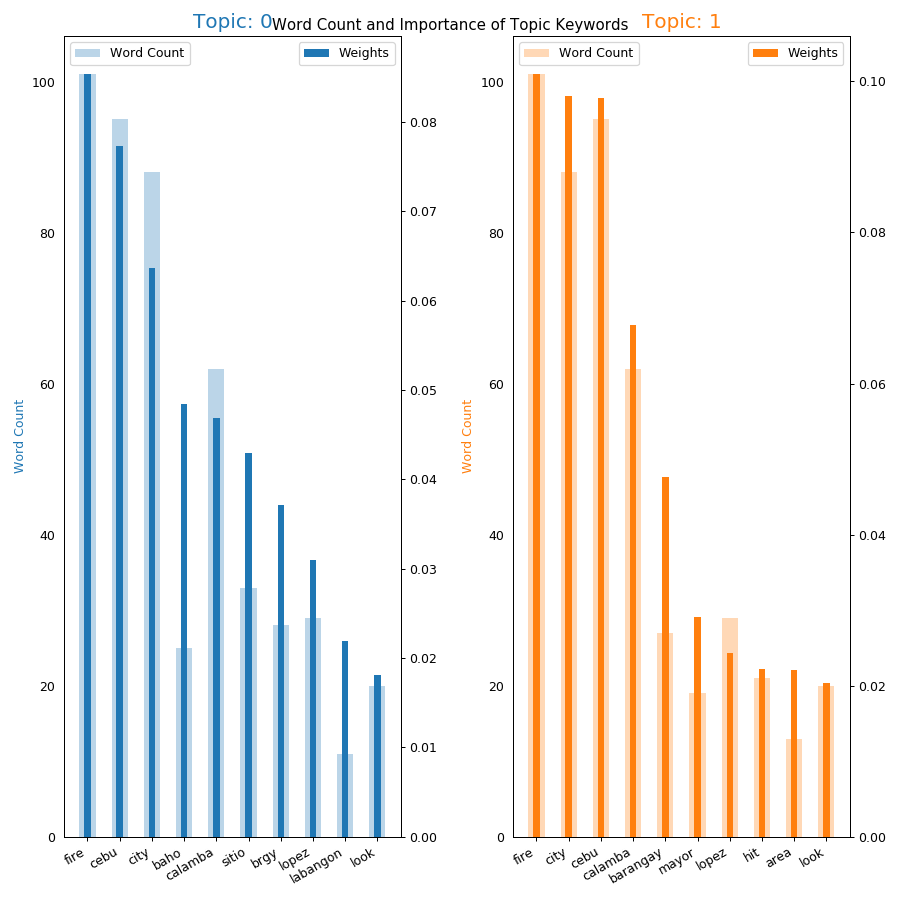 Word Count and Importance of Topic Keywords
Topic: 0
Word Count
Weights
100
80
60
40
20
0
Word Count
0.08
0.07
0.06
0.05
0.04
0.03
0.02
0.01
0.00
fire
cebu
city
baho
calamba
sitio
brgy
lopez
labangon
look
Topic: 1
Word Count
Weights
100
80
60
40
20
0
Word Count
0.10
0.08
0.06
0.04
0.02
0.00
fire
city
cebu
calamba
barangay
mayor
lopez
hit
area
look